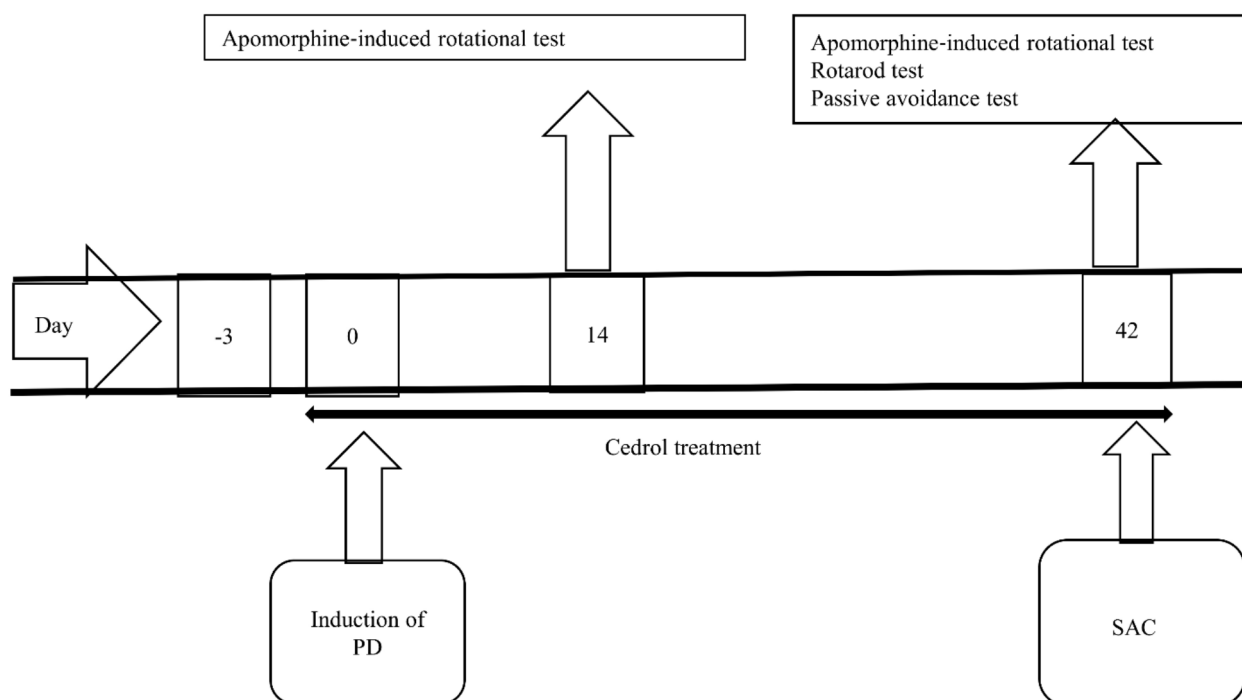 Apomorphine-induced rotational test
Apomorphine-induced rotational test
Rotarod test
Passive avoidance test
Day
-3
0
14
42
Cedrol treatment
Induction of
PD
SAC